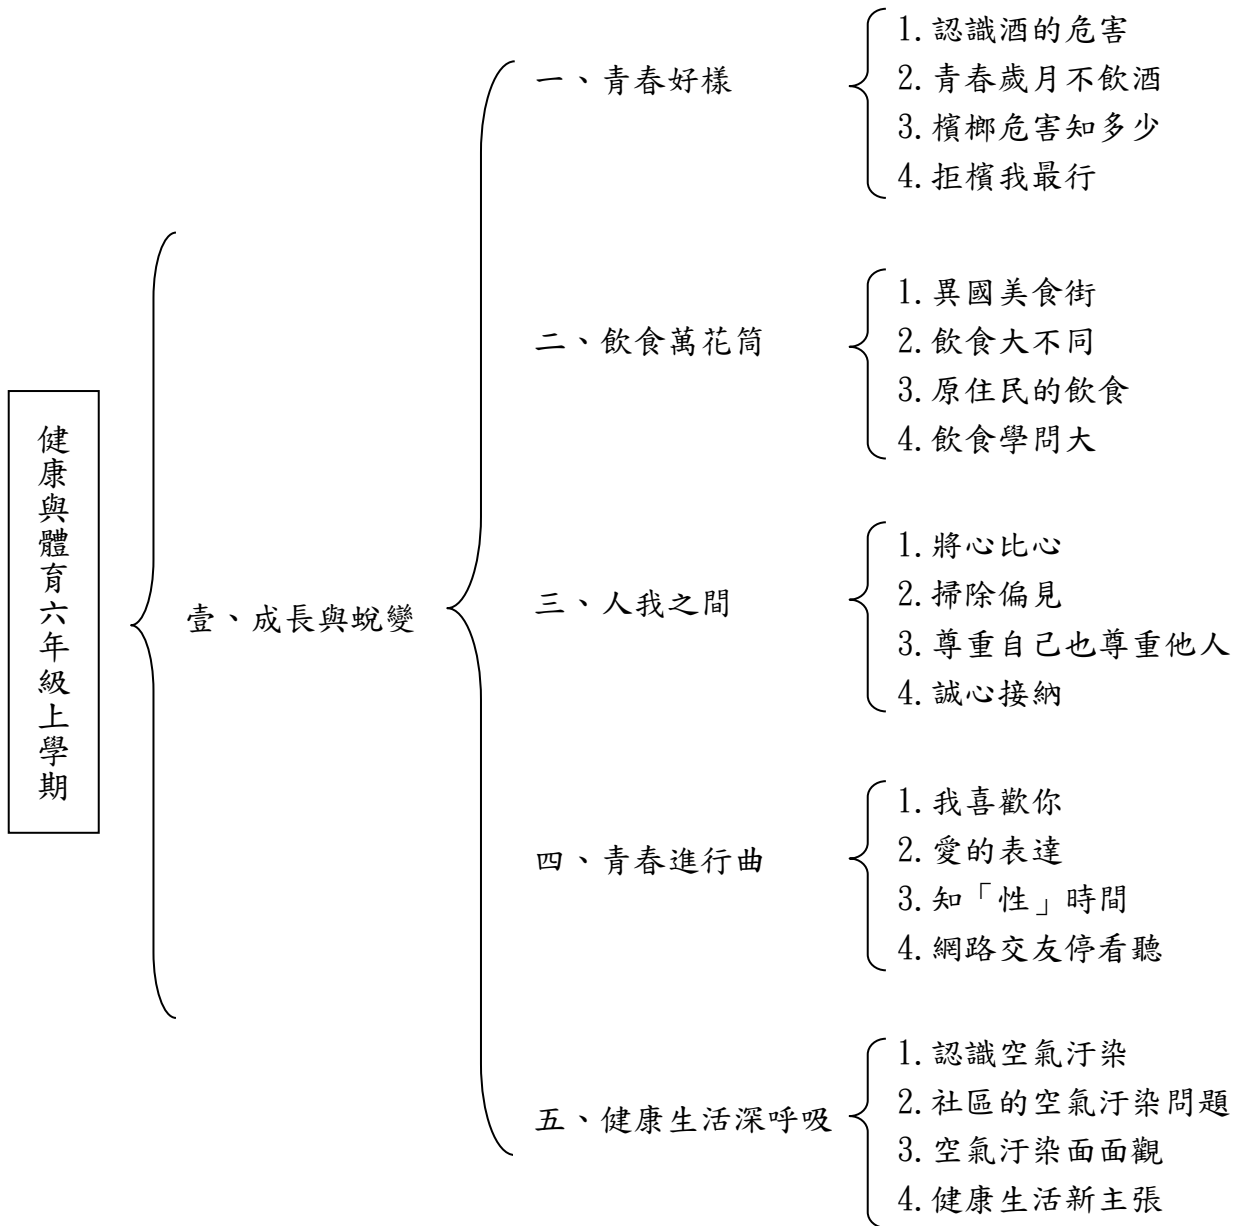 健康與體育六年級上學期
壹、成長與蛻變
一、青春好樣
1.認識酒的危害
2.青春歲月不飲酒
3.檳榔危害知多少
4.拒檳我最行
二、飲食萬花筒
1.異國美食街
2.飲食大不同
3.原住民的飲食
4.飲食學問大
三、人我之間
1.將心比心
2.掃除偏見
3.尊重自己也尊重他人
4.誠心接納
四、青春進行曲
1.我喜歡你
2.愛的表達
3.知「性」時間
4.網路交友停看聽
五、健康生活深呼吸
1.認識空氣汙染
2.社區的空氣汙染問題
3.空氣汙染面面觀
4.健康生活新主張